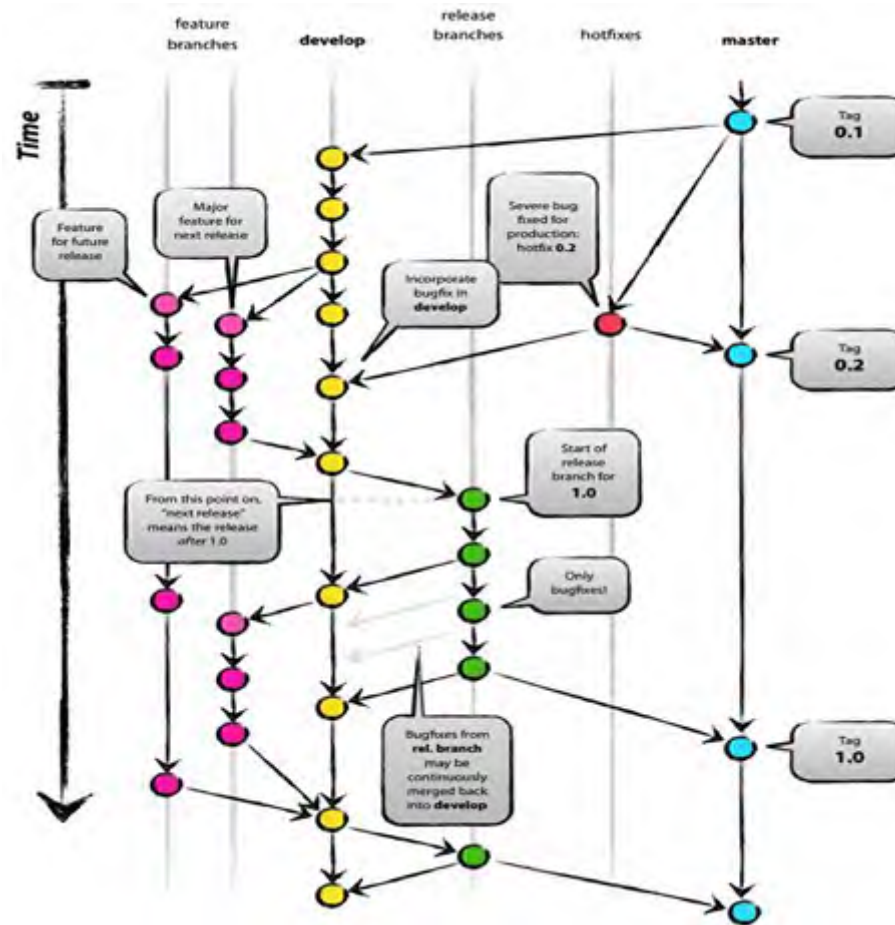 feature
branches
develop
release
branches
hotfixes
master
Time
Tag
0.1
Feature
for future
release
Major
feature for
next release
Severe bug
fixed for
production:
hotfix 0.2
Incorporate
bugfix in
develop
Tag
0.2
Start of
release
branch for
1.0
From this point on,
"next release"
means the release
after 1.0
Only
bugfixes!
Bugfixes from
rel. branch
may be
continuously
merged back
into develop
Tag
1.0